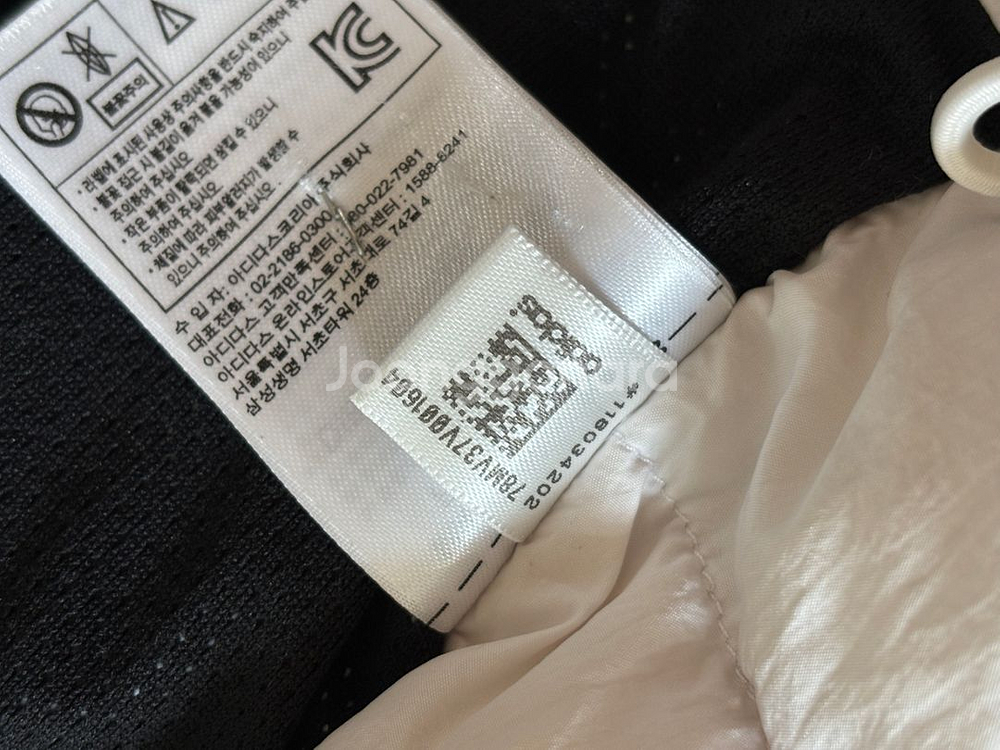 불꽃주의
· 라벨에 표시된 사용상 주의사항을 반드시 숙지하여 주
· 불꽃 접근 시 불길이 옮겨 붙을 가능성이 있으니
주의하여 주십시오
· 작은 부품이 탈락되면 삼킬 수 있으니
주의하여 주십시오
· 체질에 따라 피부알러지가 발생할 수
있으니 주의하여 주십시오.
수 입 자: 아디다스코리아 주식회사
대표전화 : 02-2186-0300
아디다스 고객만족센터 : 080-022-7981
아디다스 온라인스토어 고객센터 : 1588-8241
서울특별시 서초구 서초대로 74길 4
삼성생명 서초타워 24층
adidas
78MV37V001664
*118034202